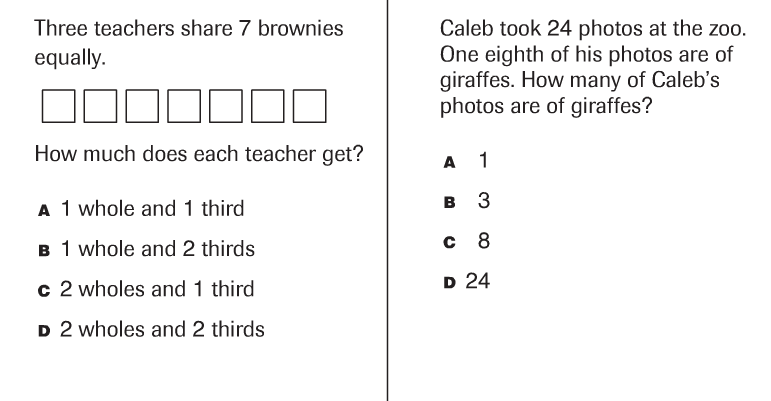 Three teachers share 7 brownies
equally.
How much does each teacher get?
A 1 whole and 1 third
B 1 whole and 2 thirds
C 2 wholes and 1 third
D 2 wholes and 2 thirds
Caleb took 24 photos at the zoo.
One eighth of his photos are of
giraffes. How many of Caleb's
photos are of giraffes?
A 1
B 3
C 8
D 24